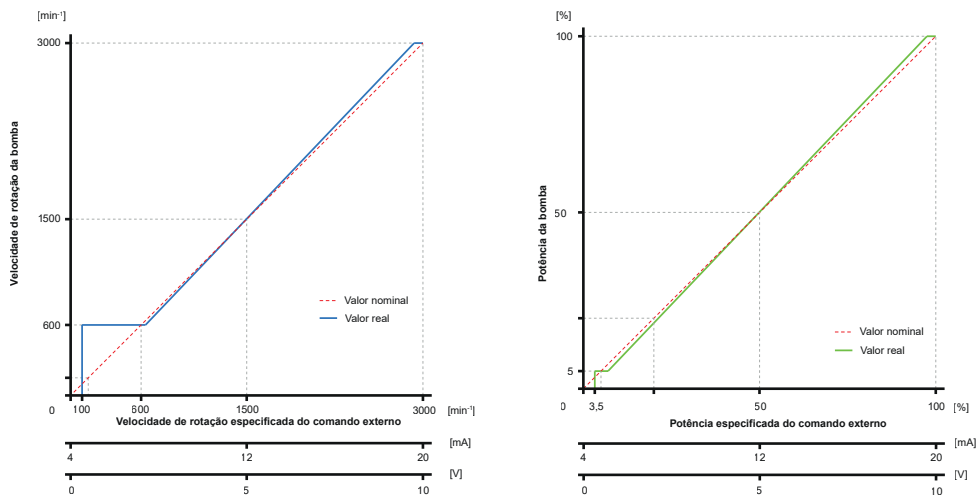 [min⁻¹]
3000
Velocidade de rotação da bomba
1500
600
Valor nominal
Valor real
0 100 600 1500 3000 [min⁻¹]
Velocidade de rotação especificada do comando externo
[mA]
4 12 20
[V]
0 5 10
[%]
100
Potência da bomba
50
5
Valor nominal
Valor real
0 3,5 50 100 [%]
Potência especificada do comando externo
[mA]
4 12 20
[V]
0 5 10